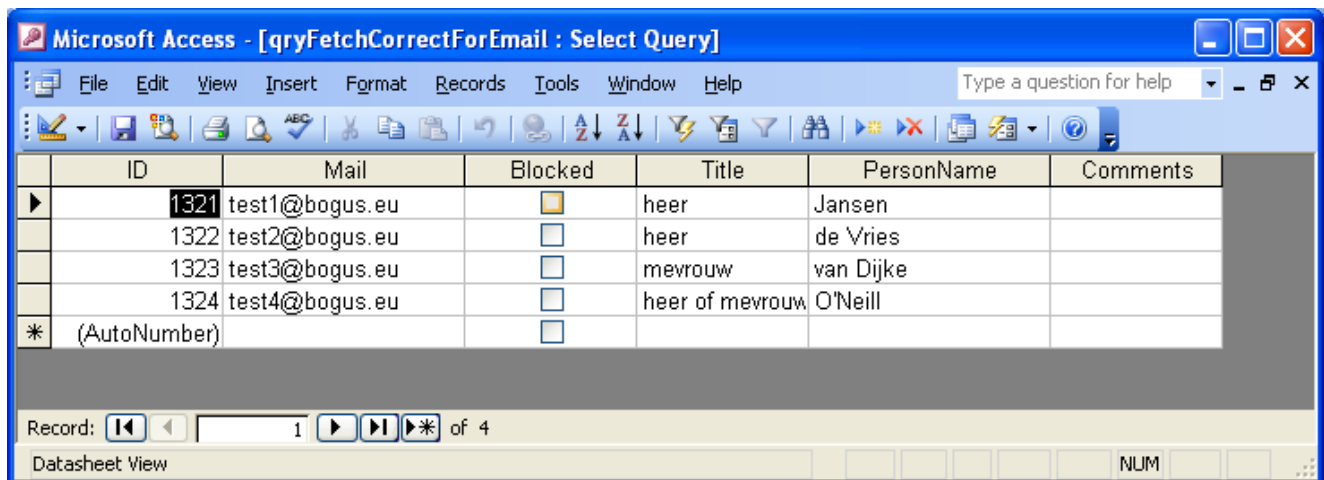 Microsoft Access - [qryFetchCorrectForEmail : Select Query]
File Edit View Insert Format Records Tools Window Help Type a question for help
ID Mail Blocked Title PersonName Comments
1321 test1@bogus.eu heer Jansen
1322 test2@bogus.eu heer de Vries
1323 test3@bogus.eu mevrouw van Dijke
1324 test4@bogus.eu heer of mevrouw O'Neill
(AutoNumber)
Record: 1 of 4
Datasheet View NUM